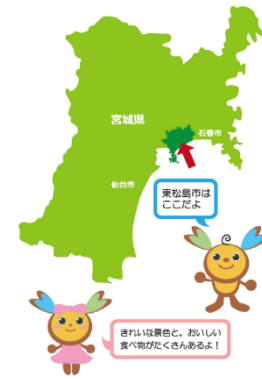 宮城県
石巻市
仙台市
東松島市は
ここだよ
きれいな景色と、おいしい
食べ物がたくさんあるよ！